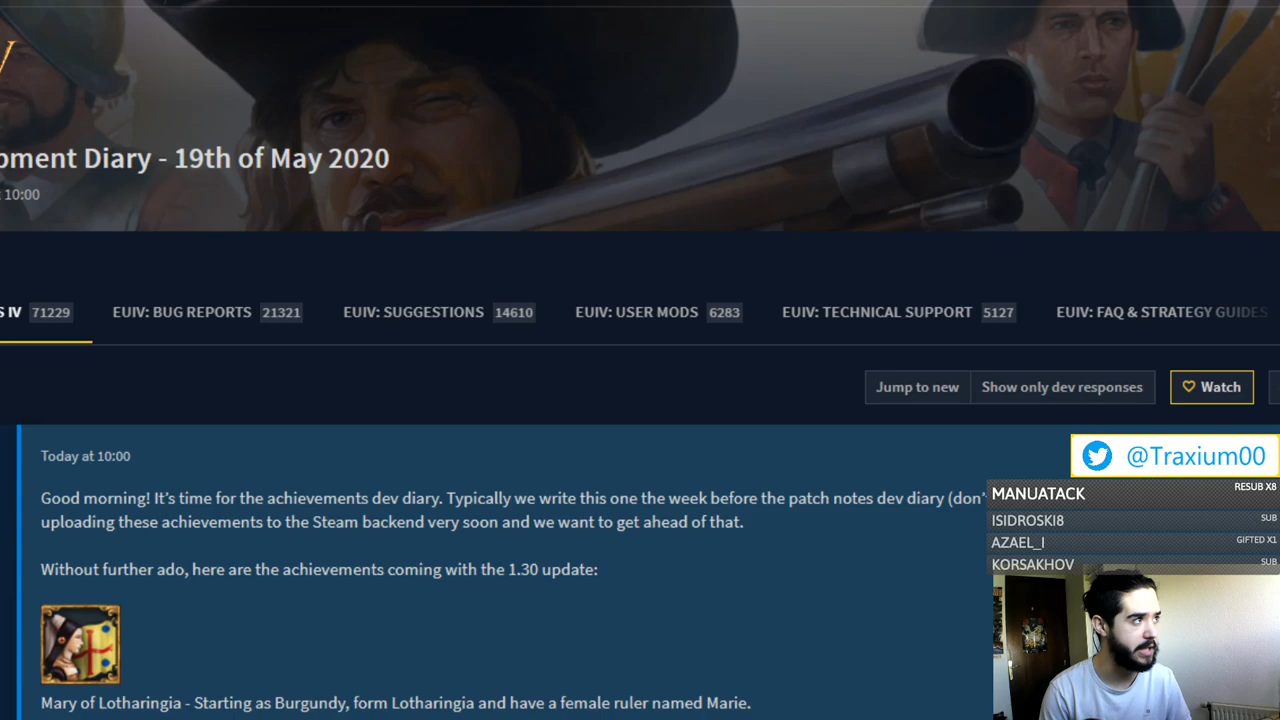 pment Diary - 19th of May 2020
10:00
S IV 71229 EUIV: BUG REPORTS 21321 EUIV: SUGGESTIONS 14610 EUIV: USER MODS 6283 EUIV: TECHNICAL SUPPORT 5127 EUIV: FAQ & STRATEGY GUIDES
Jump to new Show only dev responses Watch
Today at 10:00
@Traxium00
Good morning! It’s time for the achievements dev diary. Typically we write this one the week before the patch notes dev diary (don’
uploading these achievements to the Steam backend very soon and we want to get ahead of that.
MANUATACK RESUB X8
ISIDROSKI8 SUB
AZAEL_I GIFTED X1
KORSAKHOV SUB
Without further ado, here are the achievements coming with the 1.30 update:
Mary of Lotharingia - Starting as Burgundy, form Lotharingia and have a female ruler named Marie.